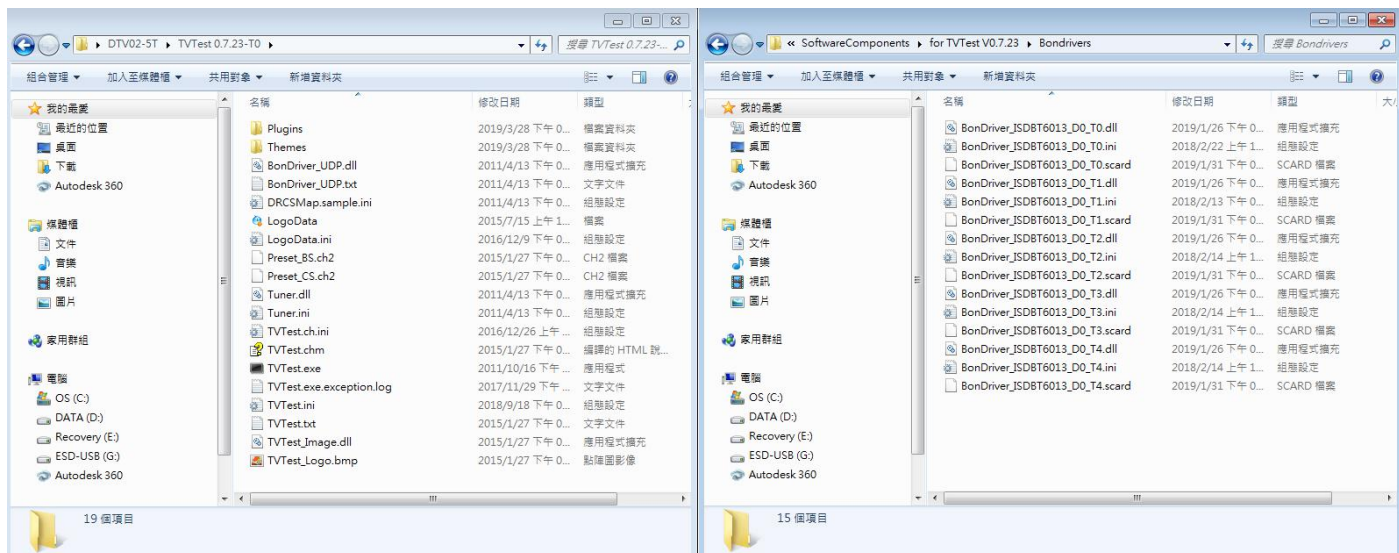 DTV02-5T ▸ TVTest 0.7.23-T0 ▸
搜尋 TVTest 0.7.23-...
組合管理 ▼ 加入至媒體櫃 ▼ 共用對象 ▼ 新增資料夾
我的最愛
最近的位置
桌面
下載
Autodesk 360
媒體櫃
文件
音樂
視訊
圖片
家用群組
電腦
OS (C:)
DATA (D:)
Recovery (E:)
ESD-USB (G:)
Autodesk 360
名稱 修改日期 類型
Plugins 2019/3/28 下午 0... 檔案資料夾
Themes 2019/3/28 下午 0... 檔案資料夾
BonDriver_UDP.dll 2011/4/13 下午 0... 應用程式擴充
BonDriver_UDP.txt 2011/4/13 下午 0... 文字文件
DRCSMap.sample.ini 2011/4/13 下午 0... 組態設定
LogoData 2015/7/15 上午 1... 檔案
LogoData.ini 2016/12/9 下午 0... 組態設定
Preset_BS.ch2 2015/1/27 下午 0... CH2 檔案
Preset_CS.ch2 2015/1/27 下午 0... CH2 檔案
Tuner.dll 2011/4/13 下午 0... 應用程式擴充
Tuner.ini 2011/4/13 下午 0... 組態設定
TVTest.ch.ini 2016/12/26 上午 ... 組態設定
TVTest.chm 2015/1/27 下午 0... 編譯的 HTML 說...
TVTest.exe 2011/10/16 下午 ... 應用程式
TVTest.exe.exception.log 2017/11/29 下午 ... 文字文件
TVTest.ini 2018/9/18 下午 0... 組態設定
TVTest.txt 2015/1/27 下午 0... 文字文件
TVTest_Image.dll 2015/1/27 下午 0... 應用程式擴充
TVTest_Logo.bmp 2015/1/27 下午 0... 點陣圖影像
19 個項目
« SoftwareComponents ▸ for TVTest V0.7.23 ▸ Bondrivers
搜尋 Bondrivers
組合管理 ▼ 加入至媒體櫃 ▼ 共用對象 ▼ 新增資料夾
我的最愛
最近的位置
桌面
下載
Autodesk 360
媒體櫃
文件
音樂
視訊
圖片
家用群組
電腦
OS (C:)
DATA (D:)
Recovery (E:)
ESD-USB (G:)
Autodesk 360
名稱 修改日期 類型
BonDriver_ISDBT6013_D0_T0.dll 2019/1/26 下午 0... 應用程式擴充
BonDriver_ISDBT6013_D0_T0.ini 2018/2/22 上午 1... 組態設定
BonDriver_ISDBT6013_D0_T0.scard 2019/1/31 下午 0... SCARD 檔案
BonDriver_ISDBT6013_D0_T1.dll 2019/1/26 下午 0... 應用程式擴充
BonDriver_ISDBT6013_D0_T1.ini 2018/2/13 下午 0... 組態設定
BonDriver_ISDBT6013_D0_T1.scard 2019/1/31 下午 0... SCARD 檔案
BonDriver_ISDBT6013_D0_T2.dll 2019/1/26 下午 0... 應用程式擴充
BonDriver_ISDBT6013_D0_T2.ini 2018/2/14 上午 1... 組態設定
BonDriver_ISDBT6013_D0_T2.scard 2019/1/31 下午 0... SCARD 檔案
BonDriver_ISDBT6013_D0_T3.dll 2019/1/26 下午 0... 應用程式擴充
BonDriver_ISDBT6013_D0_T3.ini 2018/2/14 上午 1... 組態設定
BonDriver_ISDBT6013_D0_T3.scard 2019/1/31 下午 0... SCARD 檔案
BonDriver_ISDBT6013_D0_T4.dll 2019/1/26 下午 0... 應用程式擴充
BonDriver_ISDBT6013_D0_T4.ini 2018/2/14 上午 1... 組態設定
BonDriver_ISDBT6013_D0_T4.scard 2019/1/31 下午 0... SCARD 檔案
15 個項目